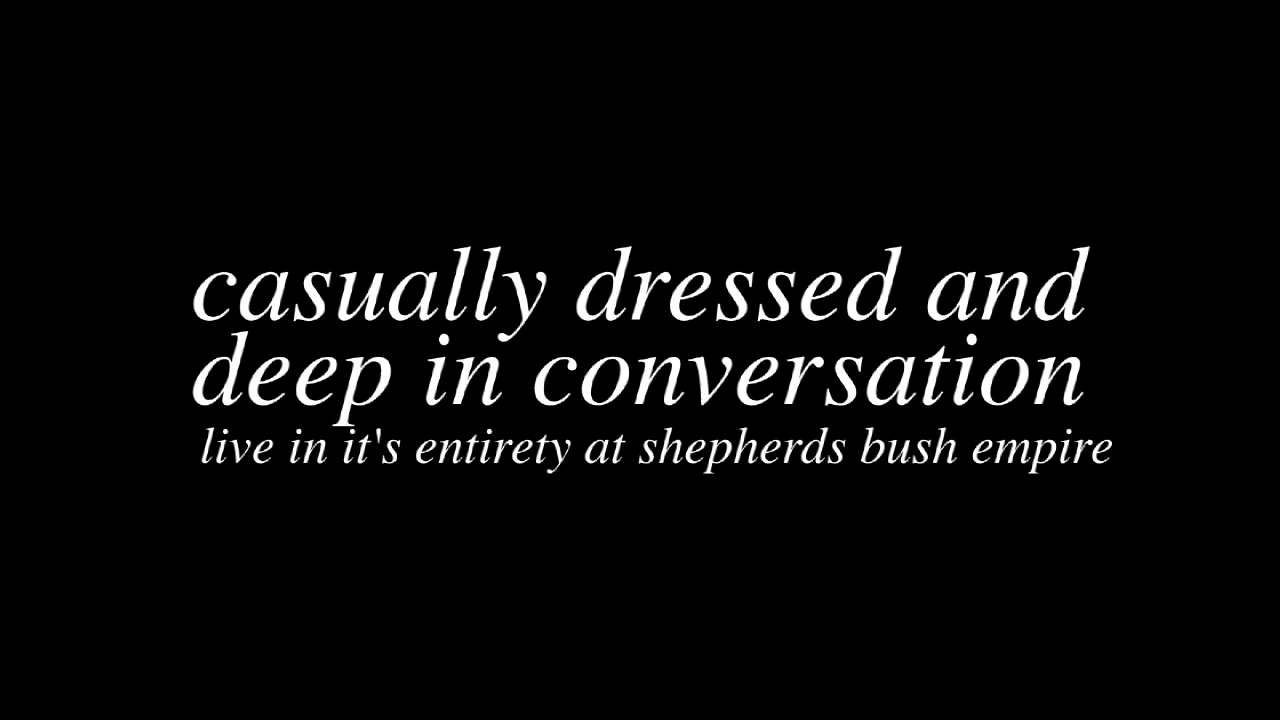 casually dressed and
deep in conversation
live in it's entirety at shepherds bush empire